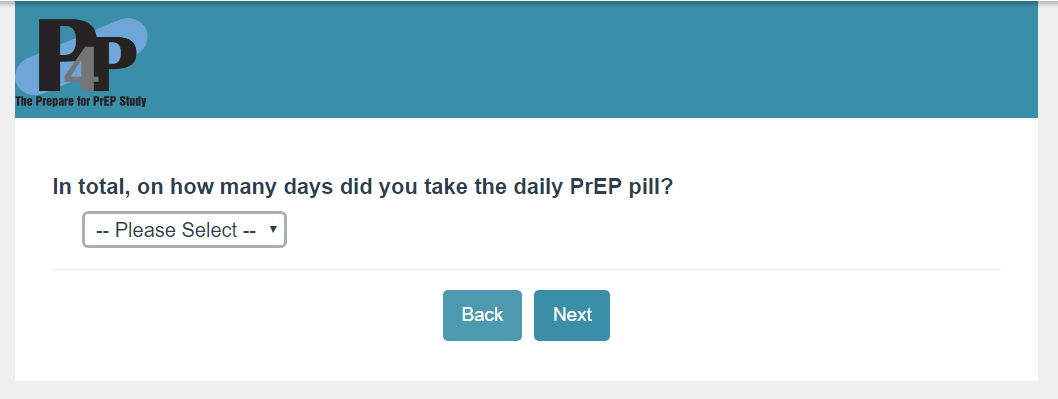 P4P
The Prepare for PrEP Study
In total, on how many days did you take the daily PrEP pill?
-- Please Select --
Back Next